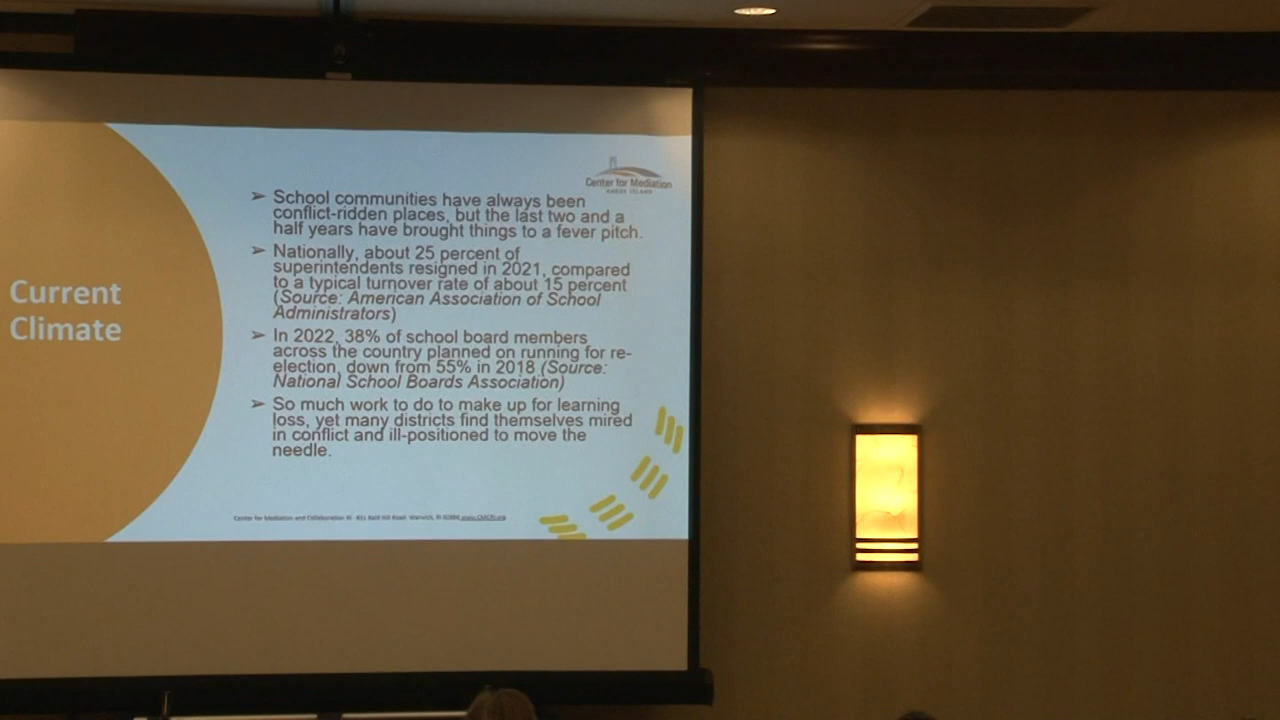 Current
Climate
Center for Mediation
RHODE ISLAND
➢ School communities have always been
conflict-ridden places, but the last two and a
half years have brought things to a fever pitch.
➢ Nationally, about 25 percent of
superintendents resigned in 2021, compared
to a typical turnover rate of about 15 percent
(Source: American Association of School
Administrators)
➢ In 2022, 38% of school board members
across the country planned on running for re-
election, down from 55% in 2018 (Source:
National School Boards Association)
➢ So much work to do to make up for learning
loss, yet many districts find themselves mired
in conflict and ill-positioned to move the
needle.
Center for Mediation and Collaboration RI Bald Hill Road Warwick, RI www.CMCRI.org